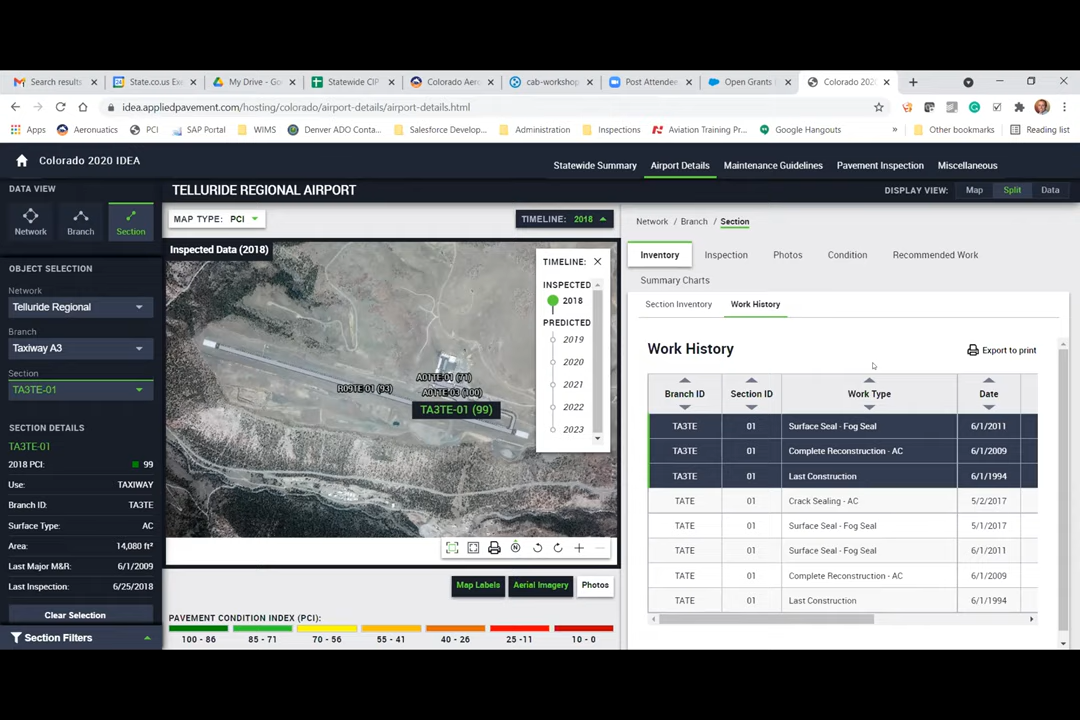 Search results
State.co.us Exe
My Drive - Go
Statewide CIP
Colorado Aero
cab-workshop
Post Attendee
Open Grants
Colorado 202
idea.appliedpavement.com/hosting/colorado/airport-details/airport-details.html
Apps
Aeronuatics
PCI
SAP Portal
WIMS
Denver ADO Conta...
Salesforce Develop...
Administration
Inspections
Aviation Training Pr...
Google Hangouts
»
Other bookmarks
Reading list
Colorado 2020 IDEA
Statewide Summary
Airport Details
Maintenance Guidelines
Pavement Inspection
Miscellaneous
DATA VIEW
TELLURIDE REGIONAL AIRPORT
DISPLAY VIEW: Map Split Data
Network
Branch
Section
MAP TYPE: PCI
TIMELINE: 2018
Network / Branch / Section
Inspected Data (2018)
TIMELINE:
INSPECTED
2018
PREDICTED
2019
2020
2021
2022
2023
A01TE-01 (71)
R09TE-01 (93)
A01TE-03 (100)
TA3TE-01 (99)
OBJECT SELECTION
Network
Telluride Regional
Branch
Taxiway A3
Section
TA3TE-01
SECTION DETAILS
TA3TE-01
2018 PCI: 99
Use: TAXIWAY
Branch ID: TA3TE
Surface Type: AC
Area: 14,080 ft²
Last Major M&R: 6/1/2009
Last Inspection: 6/25/2018
Clear Selection
Section Filters
Map Labels
Aerial Imagery
Photos
PAVEMENT CONDITION INDEX (PCI):
100 - 86
85 - 71
70 - 56
55 - 41
40 - 26
25 -11
10 - 0
Inventory
Inspection
Photos
Condition
Recommended Work
Summary Charts
Section Inventory
Work History
Work History
Export to print
Branch ID Section ID Work Type Date
TA3TE 01 Surface Seal - Fog Seal 6/1/2011
TA3TE 01 Complete Reconstruction - AC 6/1/2009
TA3TE 01 Last Construction 6/1/1994
TATE 01 Crack Sealing - AC 5/2/2017
TATE 01 Surface Seal - Fog Seal 5/1/2017
TATE 01 Surface Seal - Fog Seal 6/1/2011
TATE 01 Complete Reconstruction - AC 6/1/2009
TATE 01 Last Construction 6/1/1994